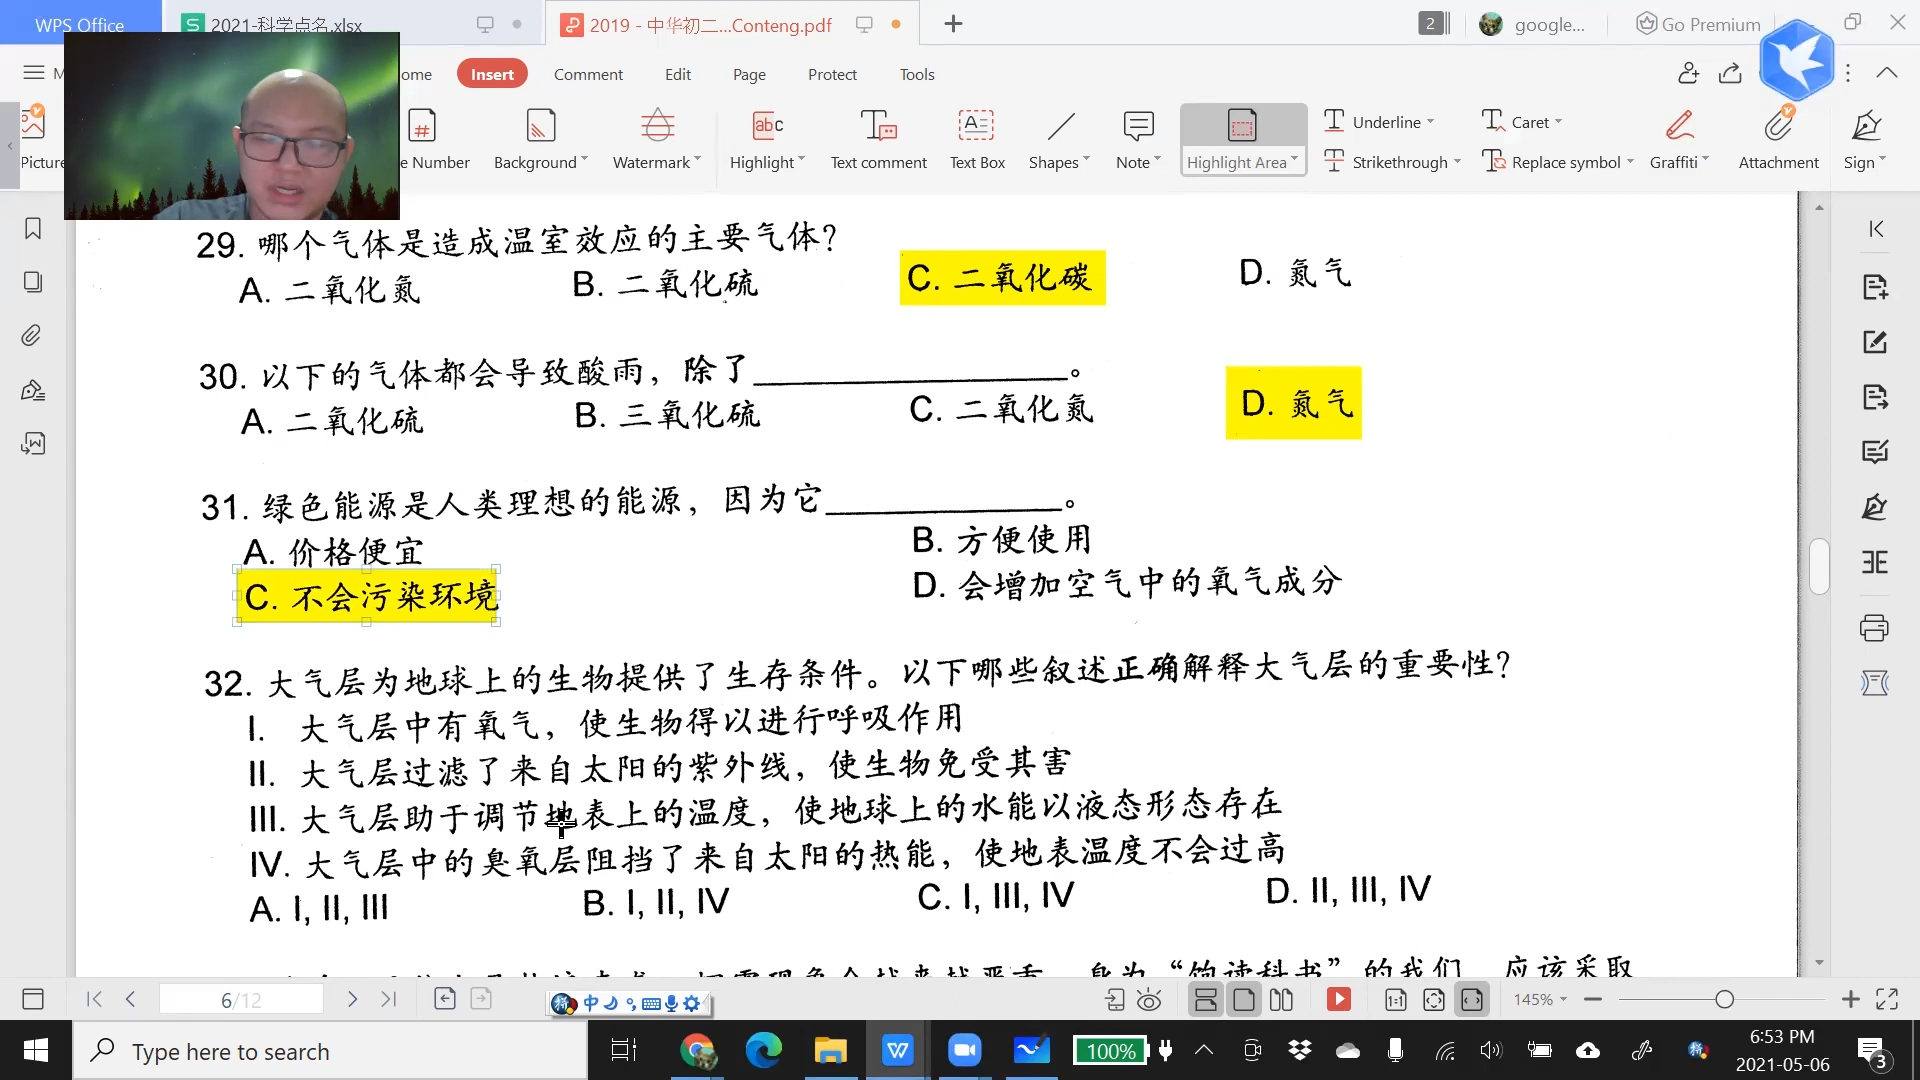 WPS Office
2021-科学点名.xlsx
2019 - 中华初二...Conteng.pdf
2
google...
Go Premium
Insert
Comment
Edit
Page
Protect
Tools
Picture
Background
Watermark
Highlight
Text comment
Text Box
Shapes
Note
Highlight Area
Underline
Strikethrough
Caret
Replace symbol
Graffiti
Attachment
Sign
29. 哪个气体是造成温室效应的主要气体?
A. 二氧化氮 B. 二氧化硫 C. 二氧化碳 D. 氮气
30. 以下的气体都会导致酸雨，除了________________。
A. 二氧化硫 B. 三氧化硫 C. 二氧化氮 D. 氮气
31. 绿色能源是人类理想的能源，因为它____________。
A. 价格便宜 B. 方便使用
C. 不会污染环境 D. 会增加空气中的氧气成分
32. 大气层为地球上的生物提供了生存条件。以下哪些叙述正确解释大气层的重要性?
I. 大气层中有氧气，使生物得以进行呼吸作用
II. 大气层过滤了来自太阳的紫外线，使生物免受其害
III. 大气层助于调节地表上的温度，使地球上的水能以液态形态存在
IV. 大气层中的臭氧层阻挡了来自太阳的热能，使地表温度不会过高
A. I, II, III B. I, II, IV C. I, III, IV D. II, III, IV
6/12
中
145%
Type here to search
100%
6:53 PM
2021-05-06
3